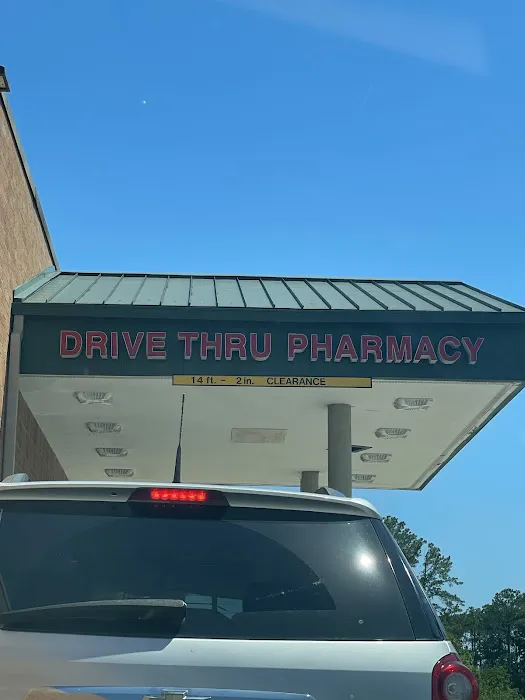 DRIVE THRU PHARMACY
14 ft. - 2 in. CLEARANCE